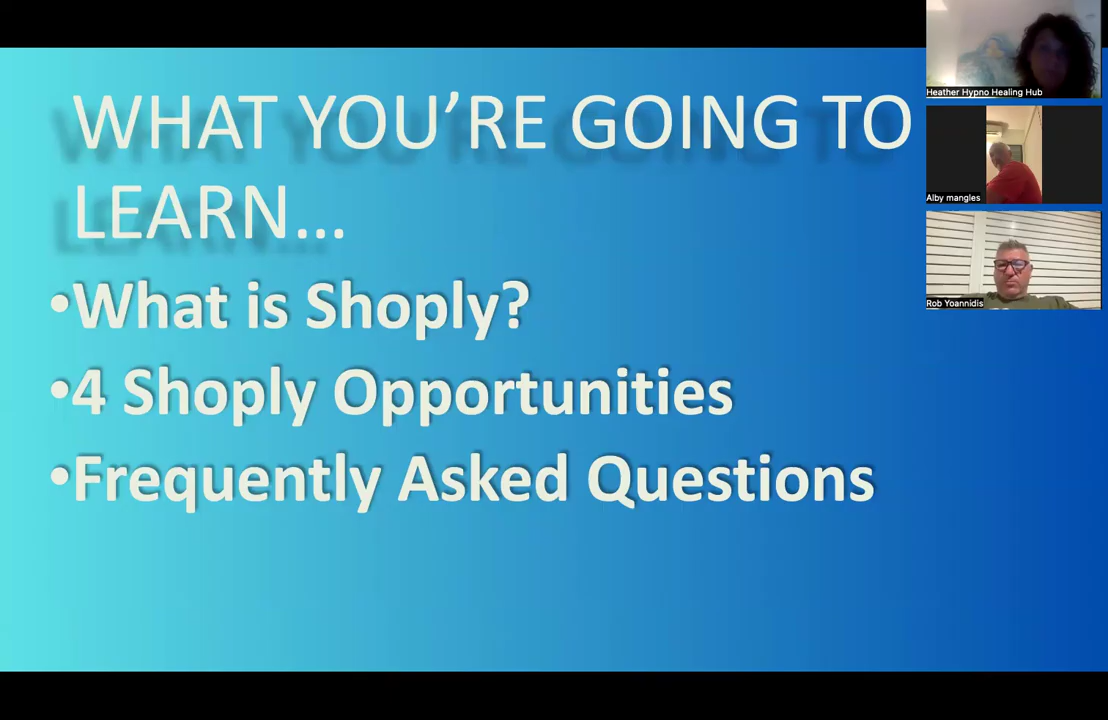 WHAT YOU’RE GOING TO
LEARN...
•What is Shoply?
•4 Shoply Opportunities
•Frequently Asked Questions
Heather Hypno Healing Hub
Alby mangles
Rob Yoannidis